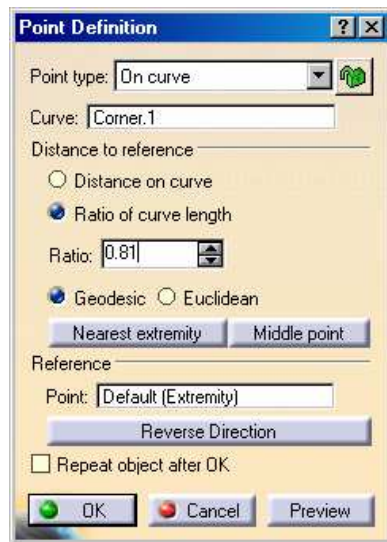 Point Definition
Point type: On curve
Curve: Corner.1
Distance to reference
Distance on curve
Ratio of curve length
Ratio: 0.81
Geodesic Euclidean
Nearest extremity Middle point
Reference
Point: Default (Extremity)
Reverse Direction
Repeat object after OK
OK Cancel Preview